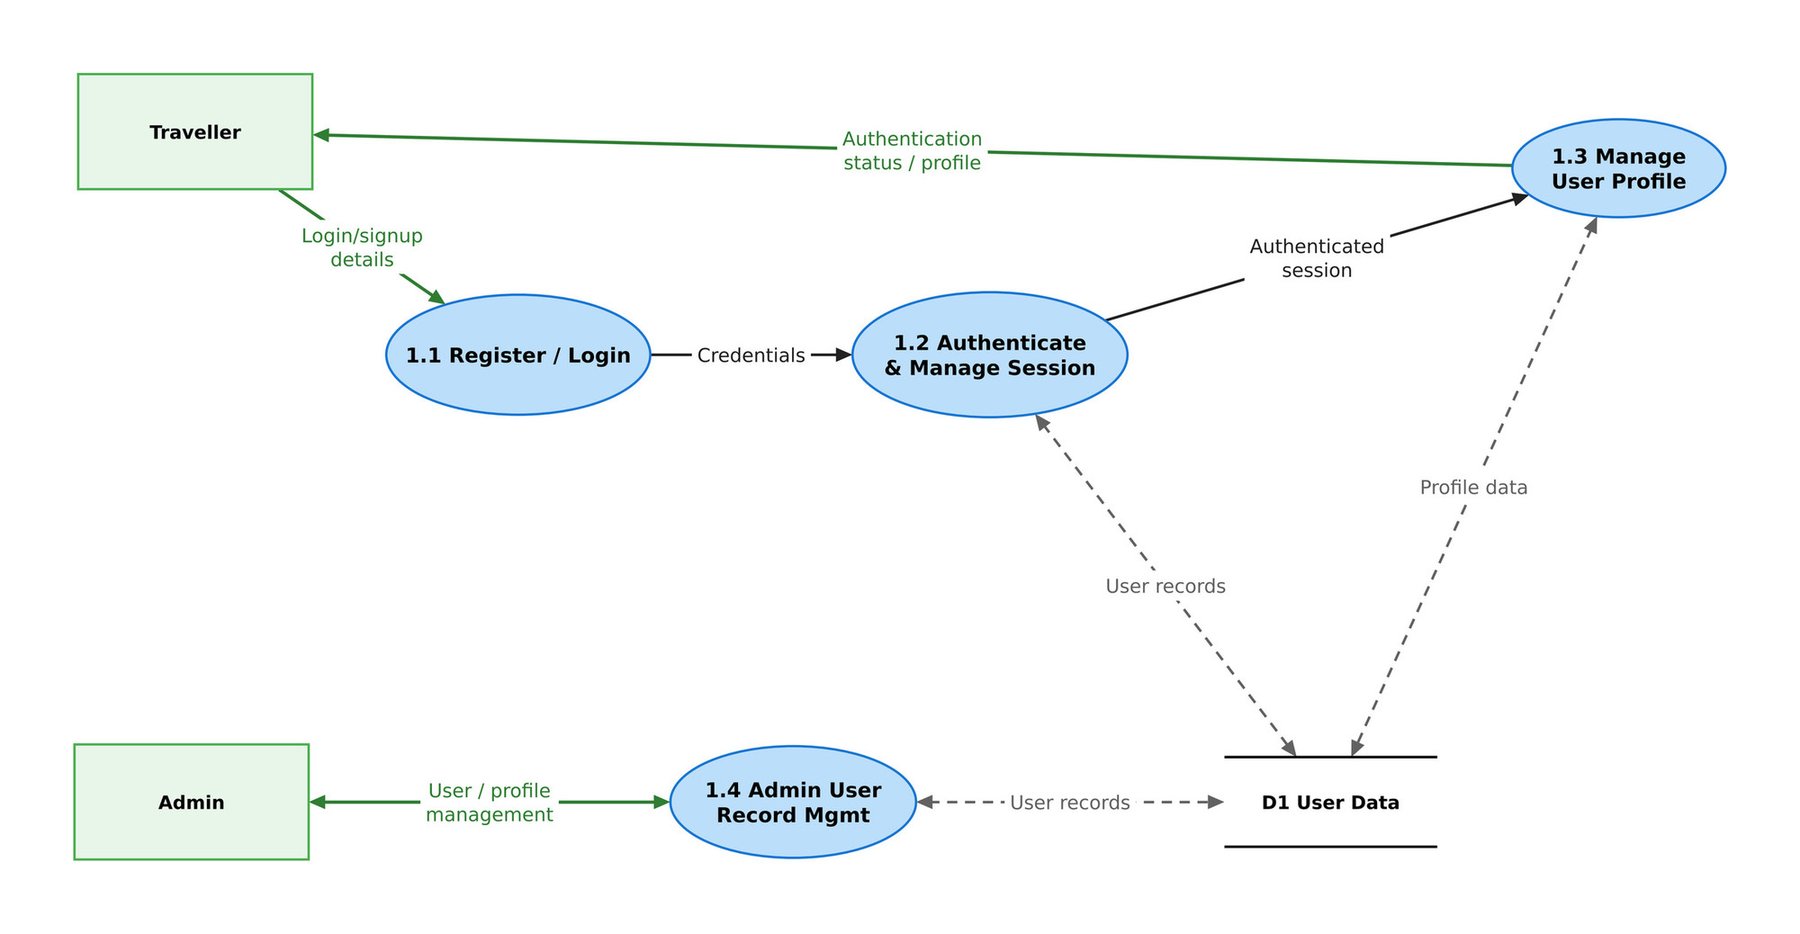 Traveller
Authentication
status / profile
1.3 Manage
User Profile
Login/signup
details
Authenticated
session
1.1 Register / Login
Credentials
1.2 Authenticate
& Manage Session
Profile data
User records
Admin
User / profile
management
1.4 Admin User
Record Mgmt
User records
D1 User Data